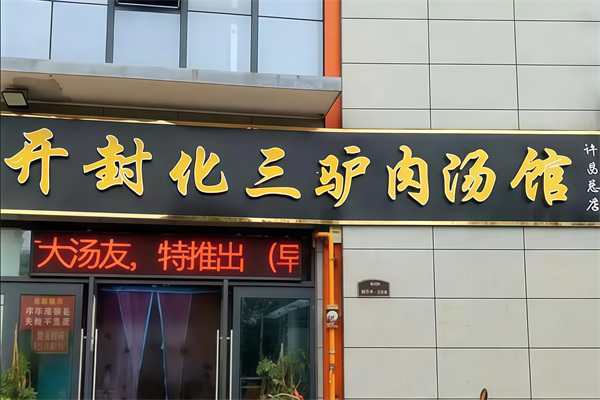 开封化三驴肉汤馆
许昌总店
大汤友，特推出（早